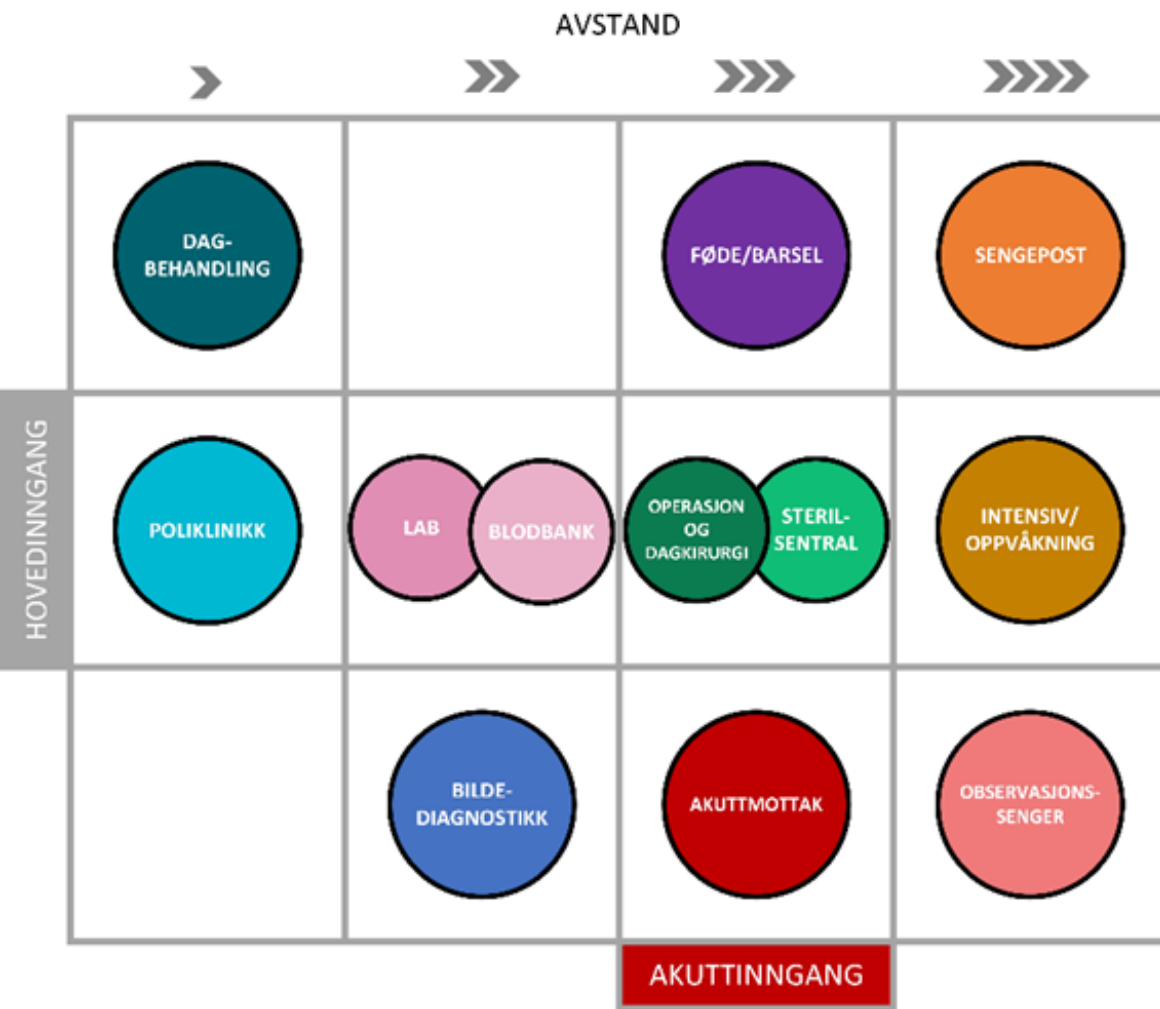 AVSTAND
DAG-
BEHANDLING
FØDE/BARSEL
SENGEPOST
HOVEDINNGANG
POLIKLINIKK
LAB
BLODBANK
OPERASJON
OG
DAGKIRURGI
STERIL-
SENTRAL
INTENSIV/
OPPVÅKNING
BILDE-
DIAGNOSTIKK
AKUTTMOTTAK
OBSERVASJONS-
SENGER
AKUTTINNGANG